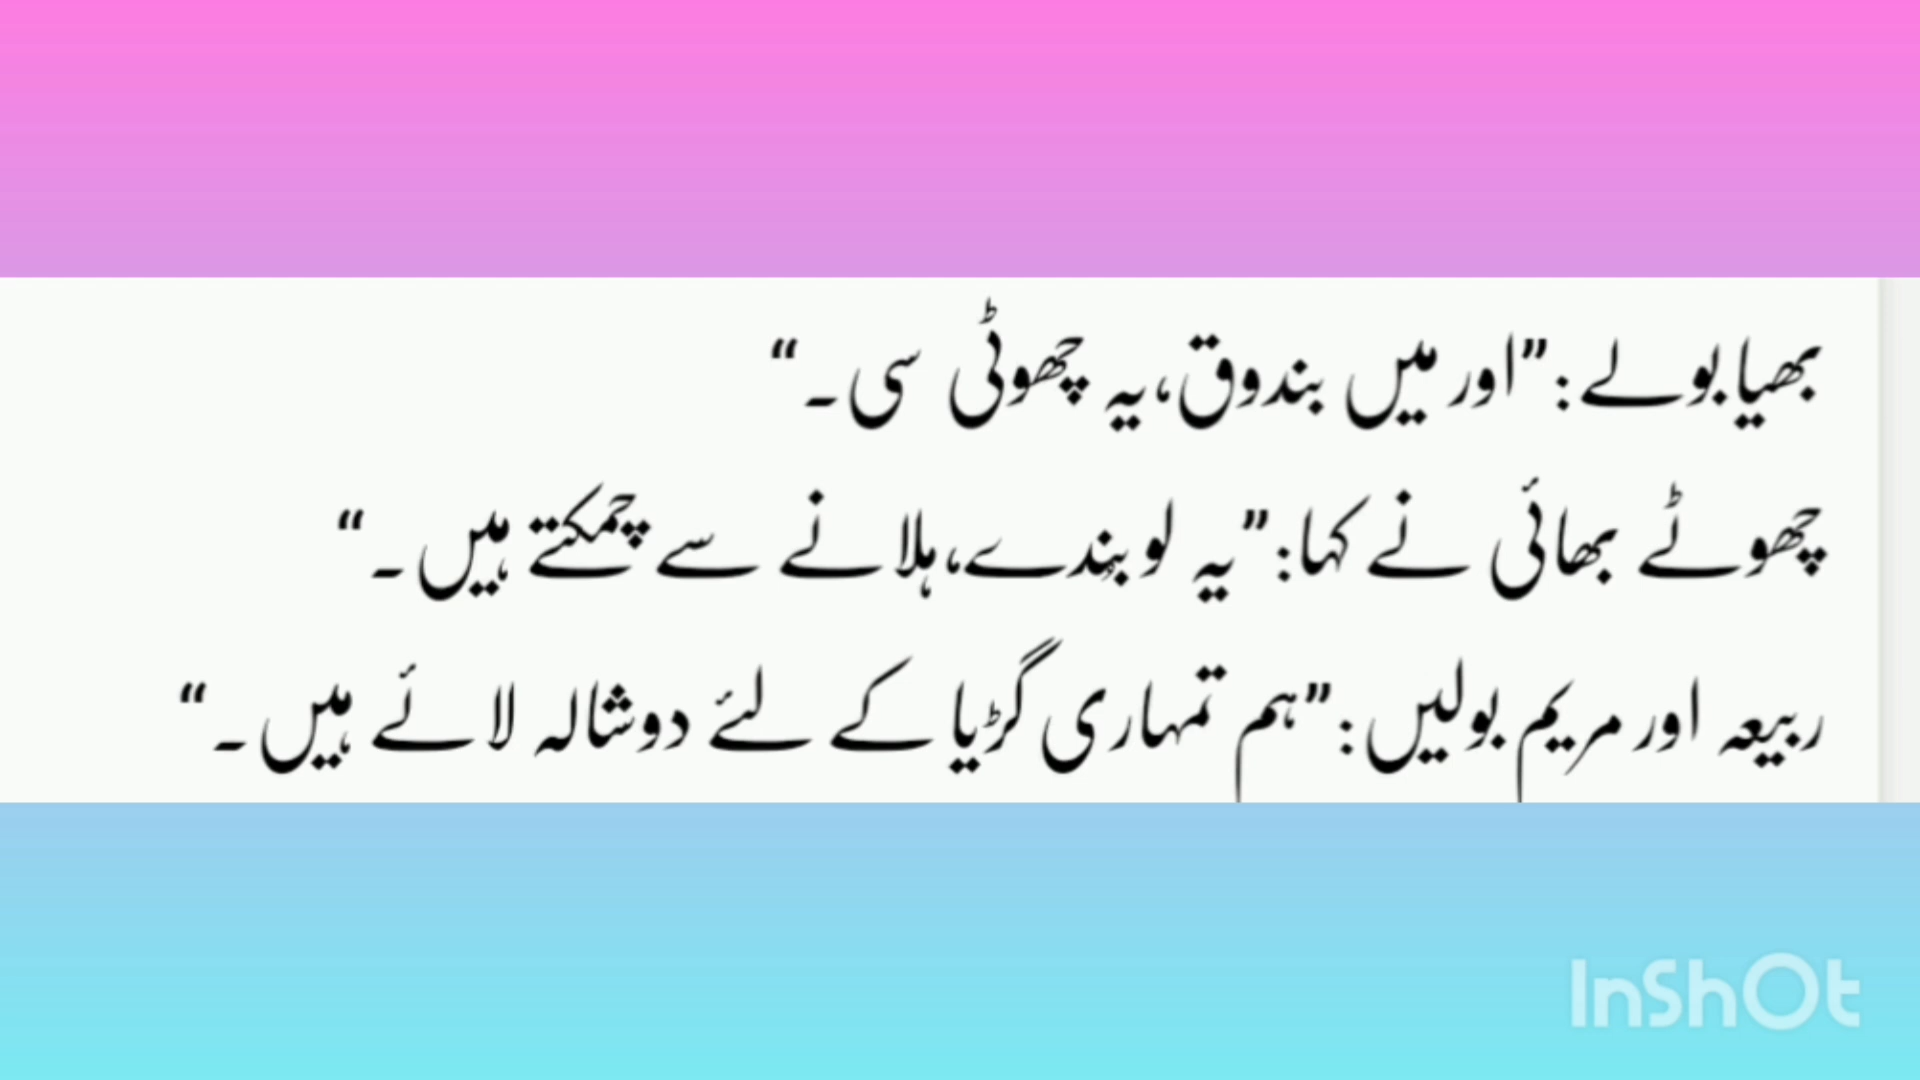 بھیا بولے :”اور میں بندوق، یہ چھوٹی سی۔“
چھوٹے بھائی نے کہا:”یہ لو بُندے، ہلانے سے چمکتے ہیں۔“
ربیعہ اور مریم بولیں :”ہم تمہاری گڑیا کے لئے دوشالہ لائے ہیں۔“
InShOt